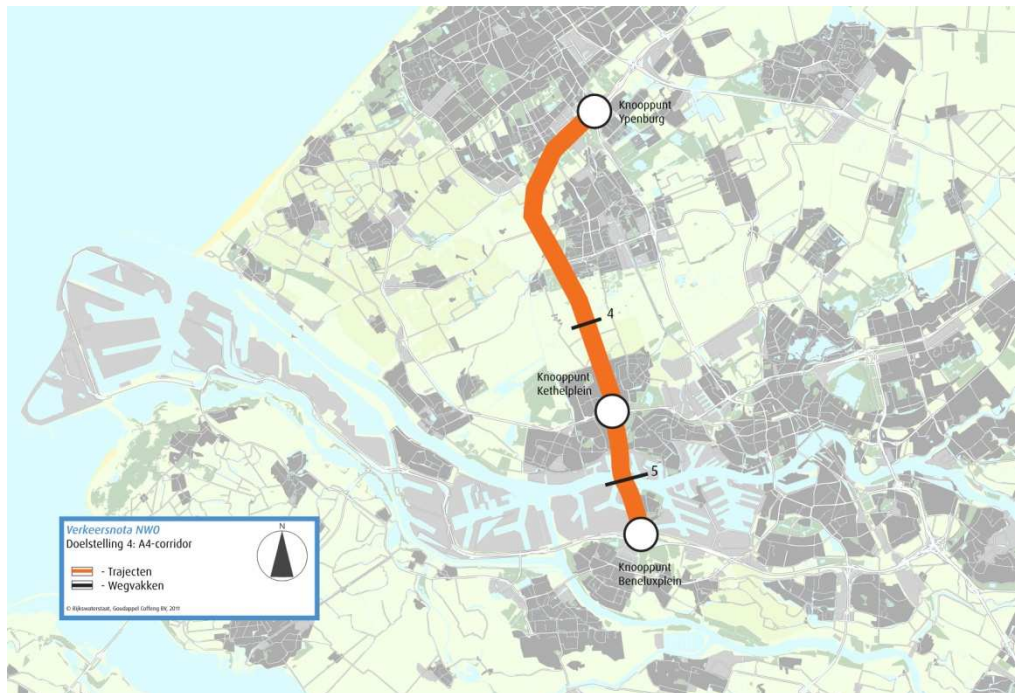 Knooppunt
Ypenburg
4
Knooppunt
Kethelplein
5
Knooppunt
Beneluxplein
Verkeersnota NWO
Doelstelling 4: A4-corridor
N
- Trajecten
- Wegvakken
© Rijkswaterstaat, Goudappel Coffeng BV, 2011